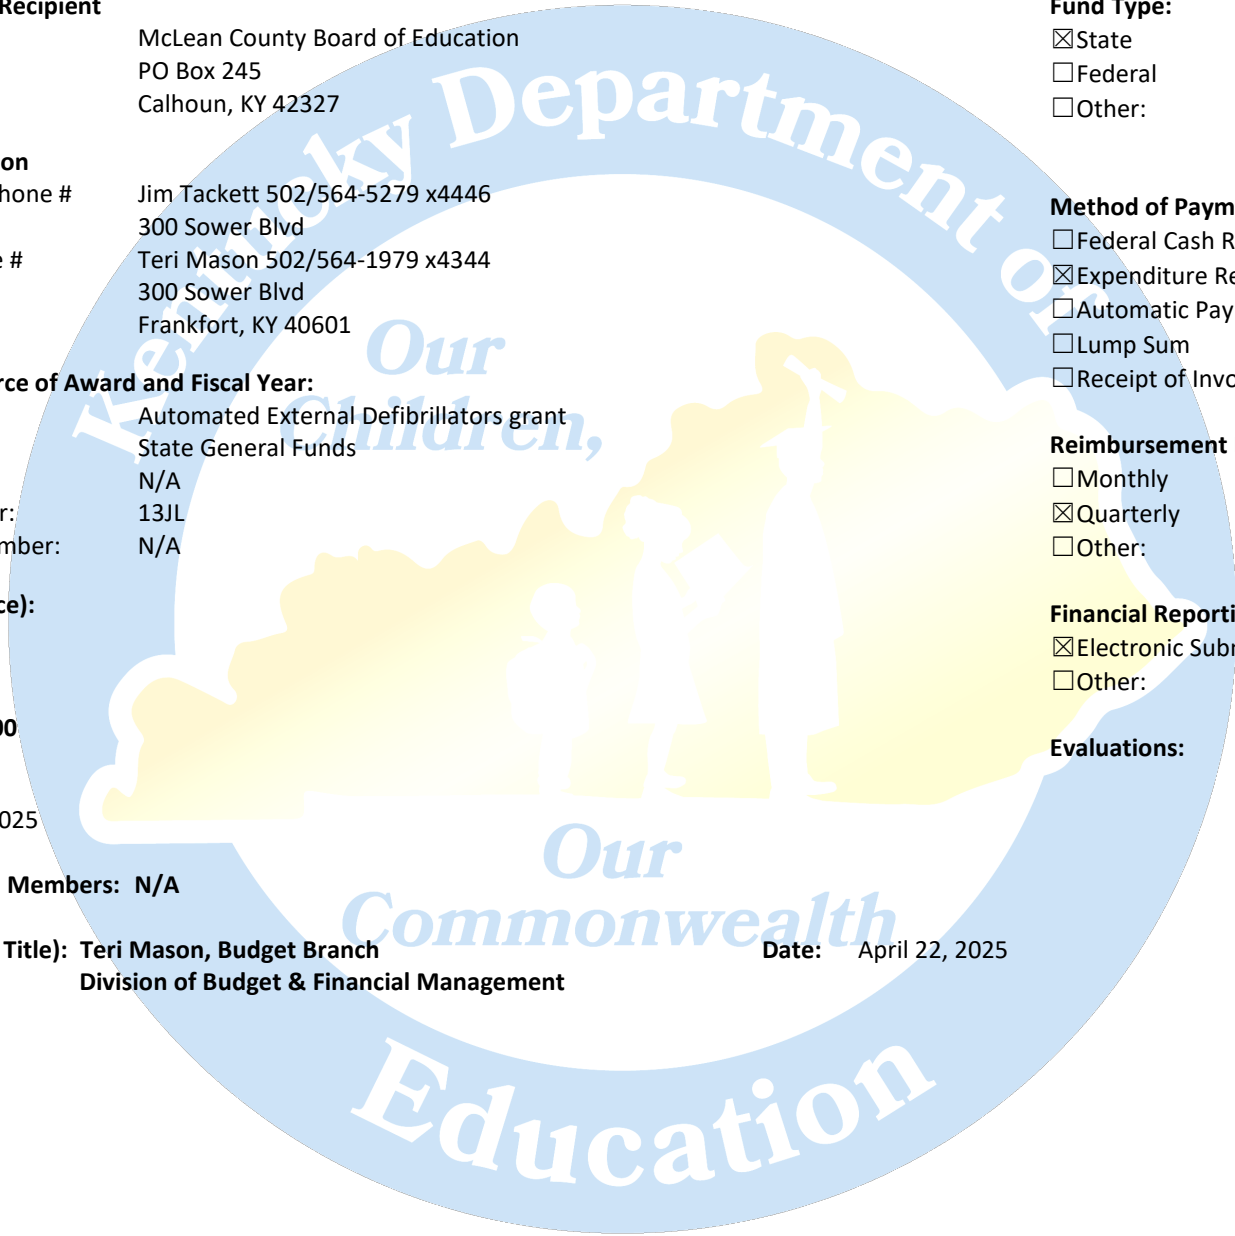 Recipient
McLean County Board of Education
PO Box 245
Calhoun, KY 42327
on
hone # Jim Tackett 502/564-5279 x4446
300 Sower Blvd
e # Teri Mason 502/564-1979 x4344
300 Sower Blvd
Frankfort, KY 40601
rce of Award and Fiscal Year:
Automated External Defibrillators grant
State General Funds
N/A
r: 13JL
mber: N/A
ce):
00
025
Members: N/A
Title): Teri Mason, Budget Branch
Division of Budget & Financial Management
Date: April 22, 2025
Fund Type:
☒State
☐Federal
☐Other:
Method of Paym
☐Federal Cash R
☒Expenditure Re
☐Automatic Pay
☐Lump Sum
☐Receipt of Invo
Reimbursement
☐Monthly
☒Quarterly
☐Other:
Financial Reporti
☒Electronic Subr
☐Other:
Evaluations:
Kentucky Department of
Education
Our
Children,
Our
Commonwealth